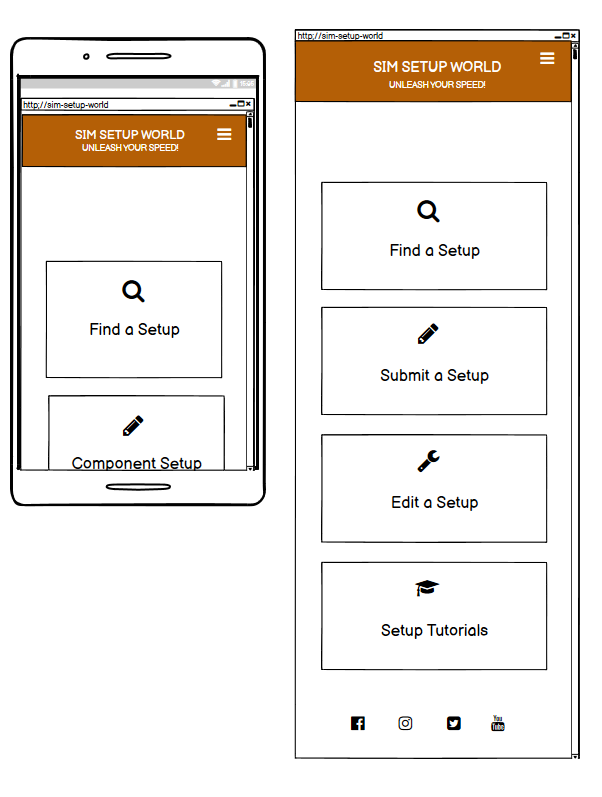 http://sim-setup-world
SIM SETUP WORLD
UNLEASH YOUR SPEED!
Find a Setup
Component Setup
http://sim-setup-world
SIM SETUP WORLD
UNLEASH YOUR SPEED!
Find a Setup
Submit a Setup
Edit a Setup
Setup Tutorials
You
Tube